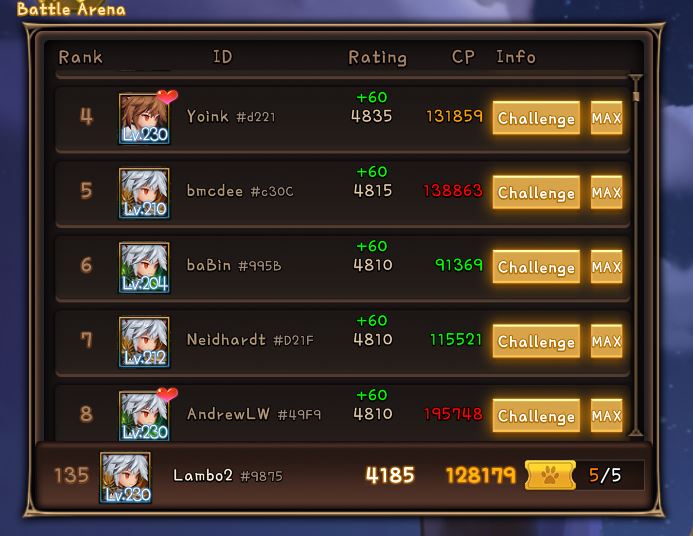 Battle Arena
Rank ID Rating CP Info
4 Lv.230 Yoink #d221 +60 4835 131859 Challenge MAX
5 Lv.210 bmcdee #c30C +60 4815 138863 Challenge MAX
6 Lv.204 baBin #995B +60 4810 91369 Challenge MAX
7 Lv.212 Neidhardt #D21F +60 4810 115521 Challenge MAX
8 Lv.230 AndrewLW #49F9 +60 4810 195748 Challenge MAX
135 Lv.230 Lambo2 #9875 4185 128179 5/5